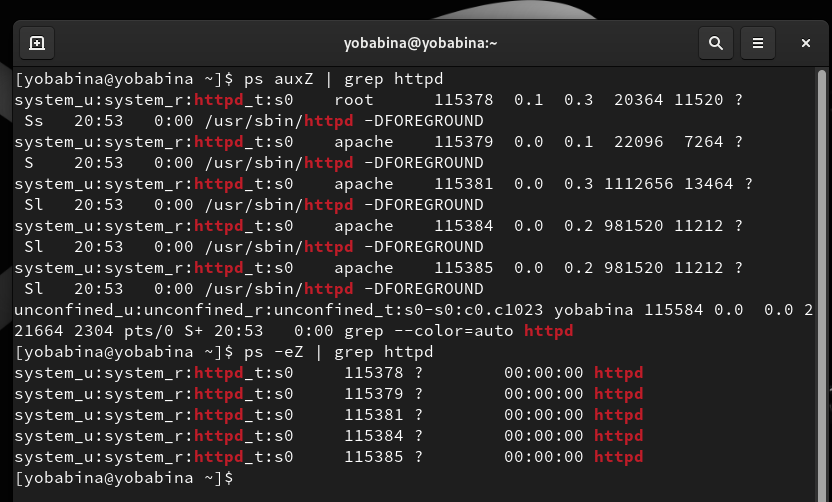 yobabina@yobabina:~
[yobabina@yobabina ~]$ ps auxZ | grep httpd
system_u:system_r:httpd_t:s0    root      115378  0.1  0.3  20364 11520 ?
 Ss   20:53   0:00 /usr/sbin/httpd -DFOREGROUND
system_u:system_r:httpd_t:s0    apache    115379  0.0  0.1  22096  7264 ?
 S    20:53   0:00 /usr/sbin/httpd -DFOREGROUND
system_u:system_r:httpd_t:s0    apache    115381  0.0  0.3 1112656 13464 ?
 Sl   20:53   0:00 /usr/sbin/httpd -DFOREGROUND
system_u:system_r:httpd_t:s0    apache    115384  0.0  0.2 981520 11212 ?
 Sl   20:53   0:00 /usr/sbin/httpd -DFOREGROUND
system_u:system_r:httpd_t:s0    apache    115385  0.0  0.2 981520 11212 ?
 Sl   20:53   0:00 /usr/sbin/httpd -DFOREGROUND
unconfined_u:unconfined_r:unconfined_t:s0-s0:c0.c1023 yobabina 115584 0.0  0.0 2
21664 2304 pts/0 S+ 20:53   0:00 grep --color=auto httpd
[yobabina@yobabina ~]$ ps -eZ | grep httpd
system_u:system_r:httpd_t:s0     115378 ?        00:00:00 httpd
system_u:system_r:httpd_t:s0     115379 ?        00:00:00 httpd
system_u:system_r:httpd_t:s0     115381 ?        00:00:00 httpd
system_u:system_r:httpd_t:s0     115384 ?        00:00:00 httpd
system_u:system_r:httpd_t:s0     115385 ?        00:00:00 httpd
[yobabina@yobabina ~]$